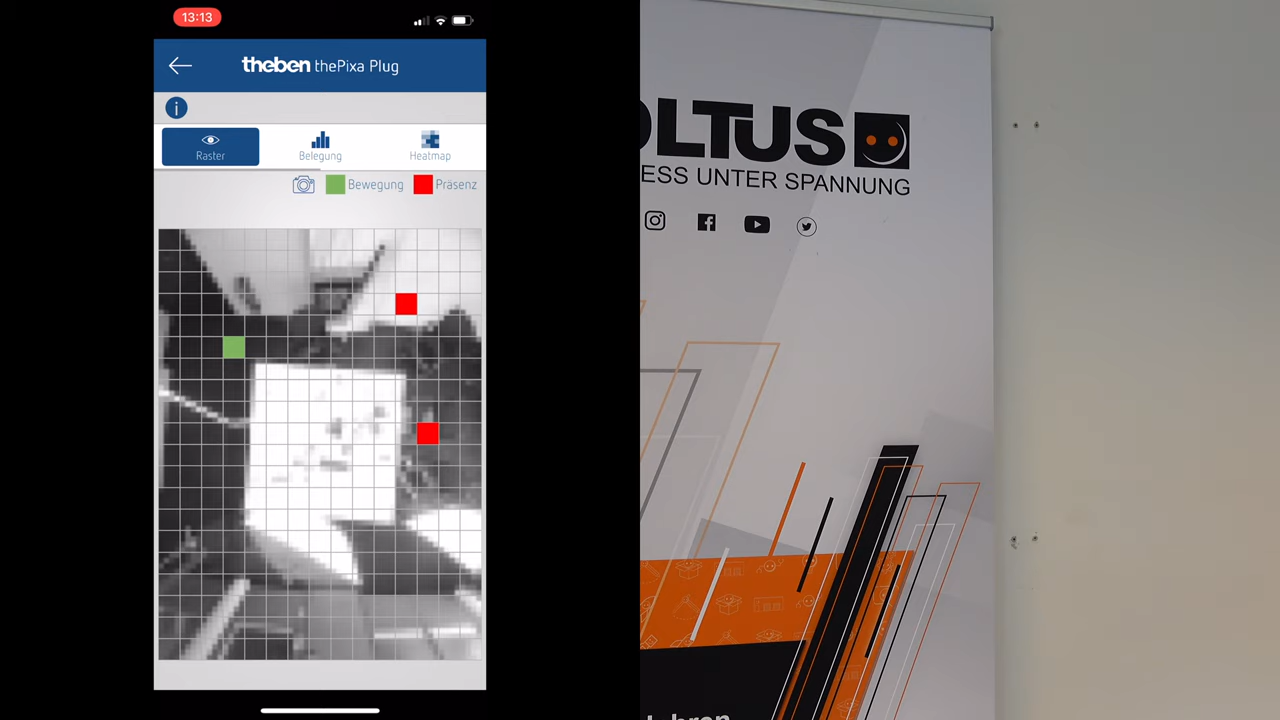 13:13
theben thePixa Plug
i
Raster
Belegung
Heatmap
Bewegung
Präsenz
OLTUS
ESS UNTER SPANNUNG